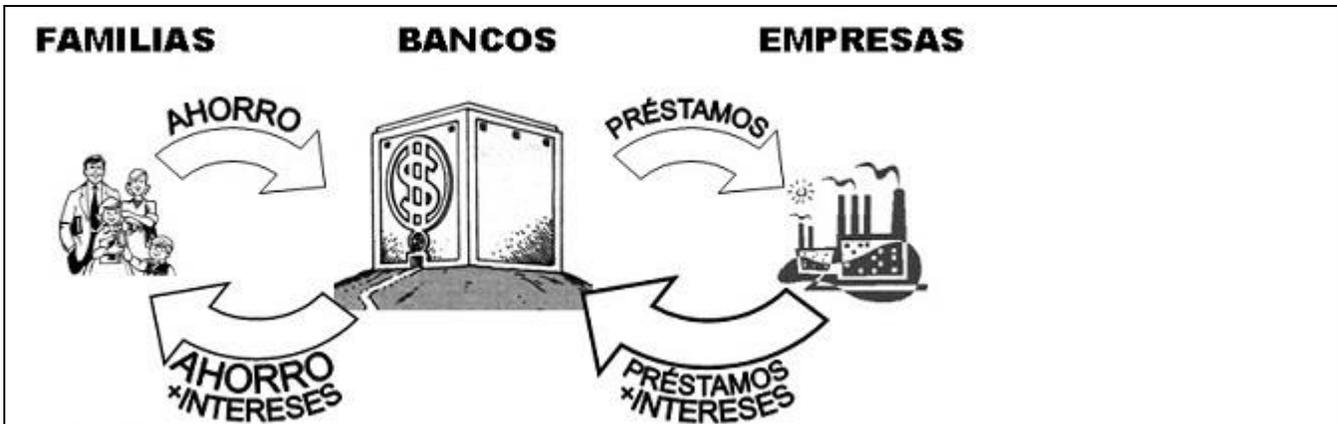 FAMILIAS
BANCOS
EMPRESAS
AHORRO
PRÉSTAMOS
AHORRO
+INTERESES
PRÉSTAMOS
+INTERESES
$